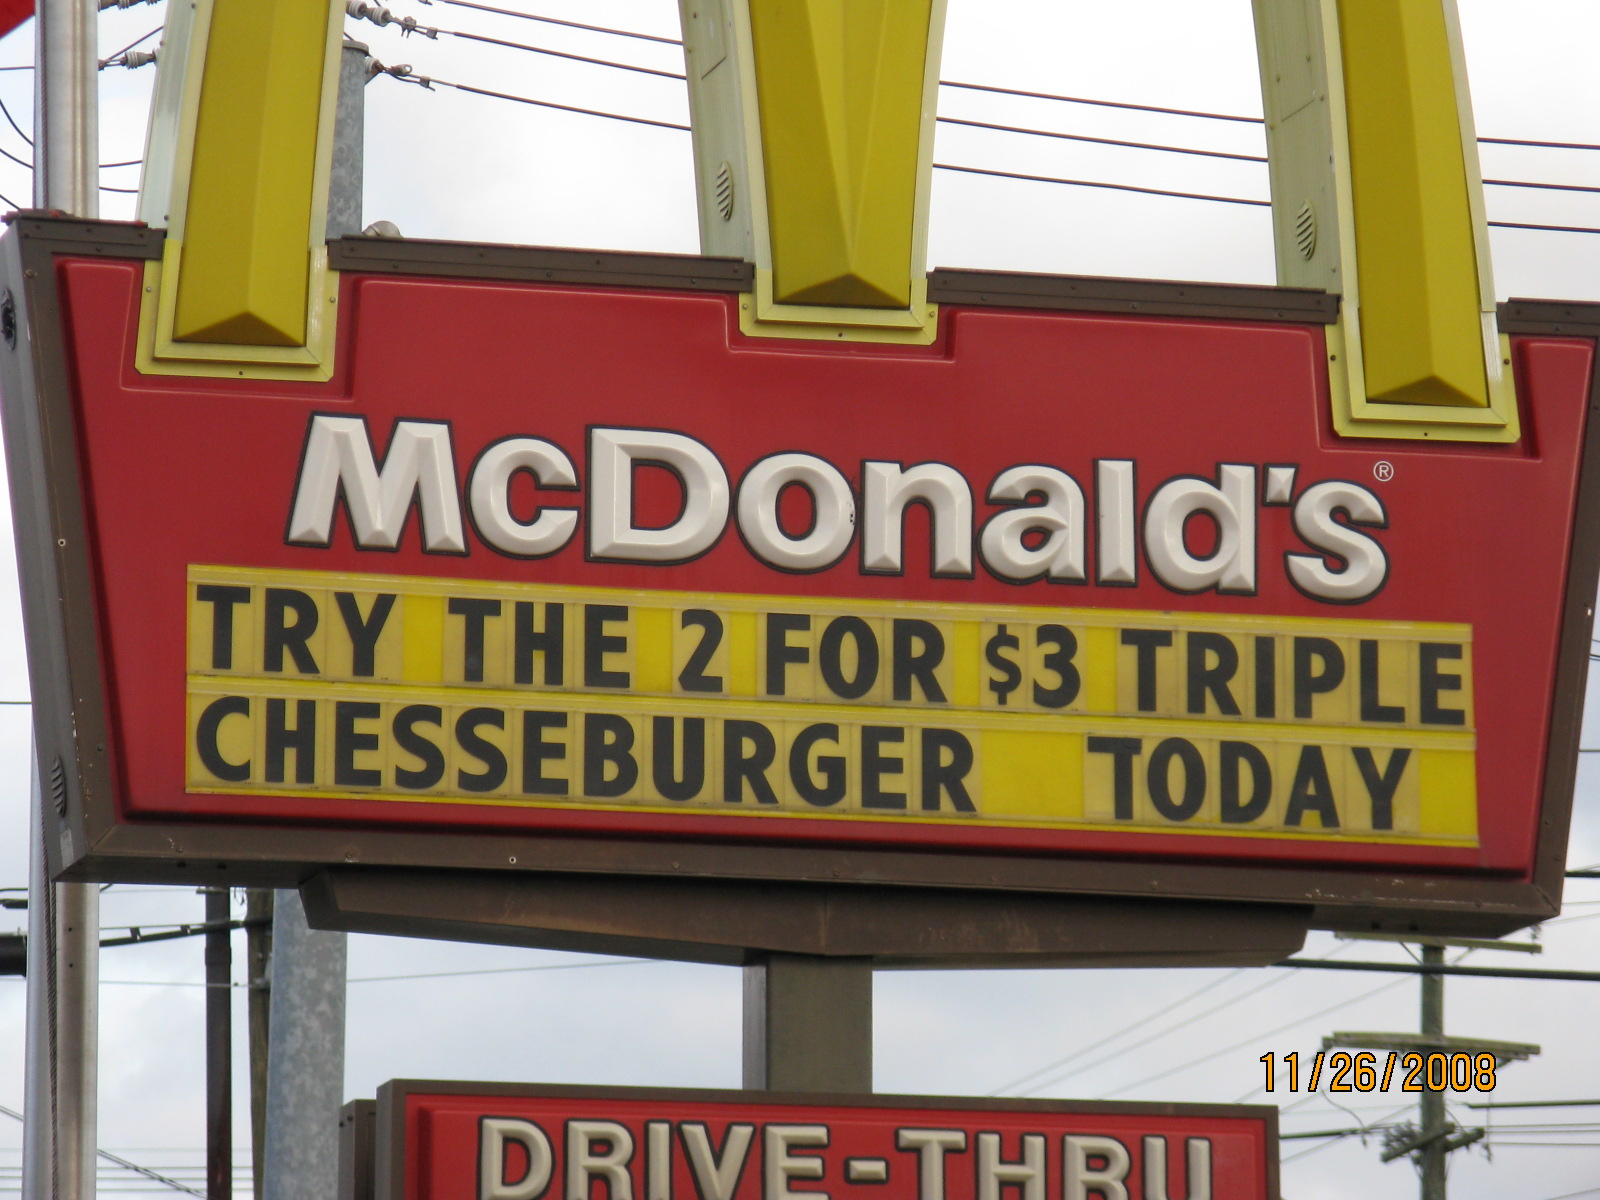 McDonald's®
TRY THE 2 FOR $3 TRIPLE
CHESSEBURGER TODAY
11/26/2008
DRIVE-THRU